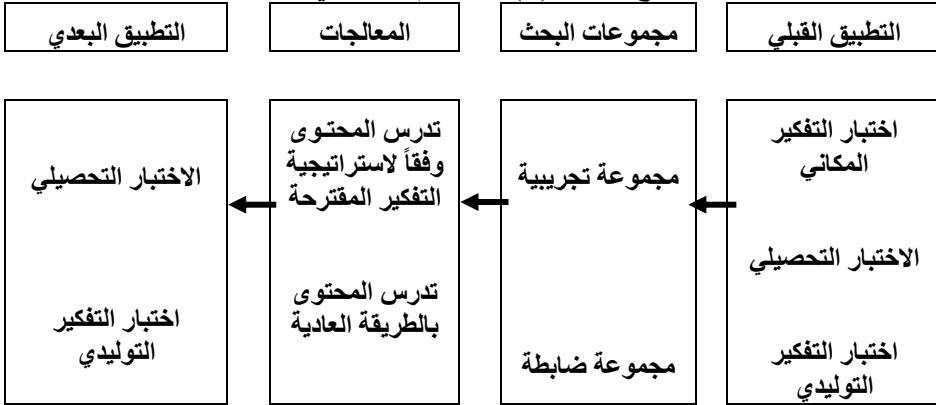 التطبيق القبلي
مجموعات البحث
المعالجات
التطبيق البعدي
اختبار التفكير
المكاني
الاختبار التحصيلي
اختبار التفكير
التوليدي
مجموعة تجريبية
مجموعة ضابطة
تدرس المحتوى
وفقاً لاستراتيجية
التفكير المقترحة
تدرس المحتوى
بالطريقة العادية
الاختبار التحصيلي
اختبار التفكير
التوليدي